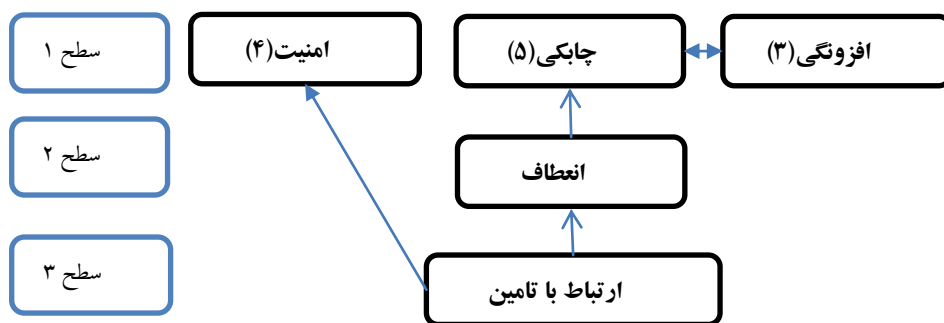 سطح ۱
امنیت(۴)
چابکی(۵)
افزونگی(۳)
سطح ۲
انعطاف
سطح ۳
ارتباط با تامین